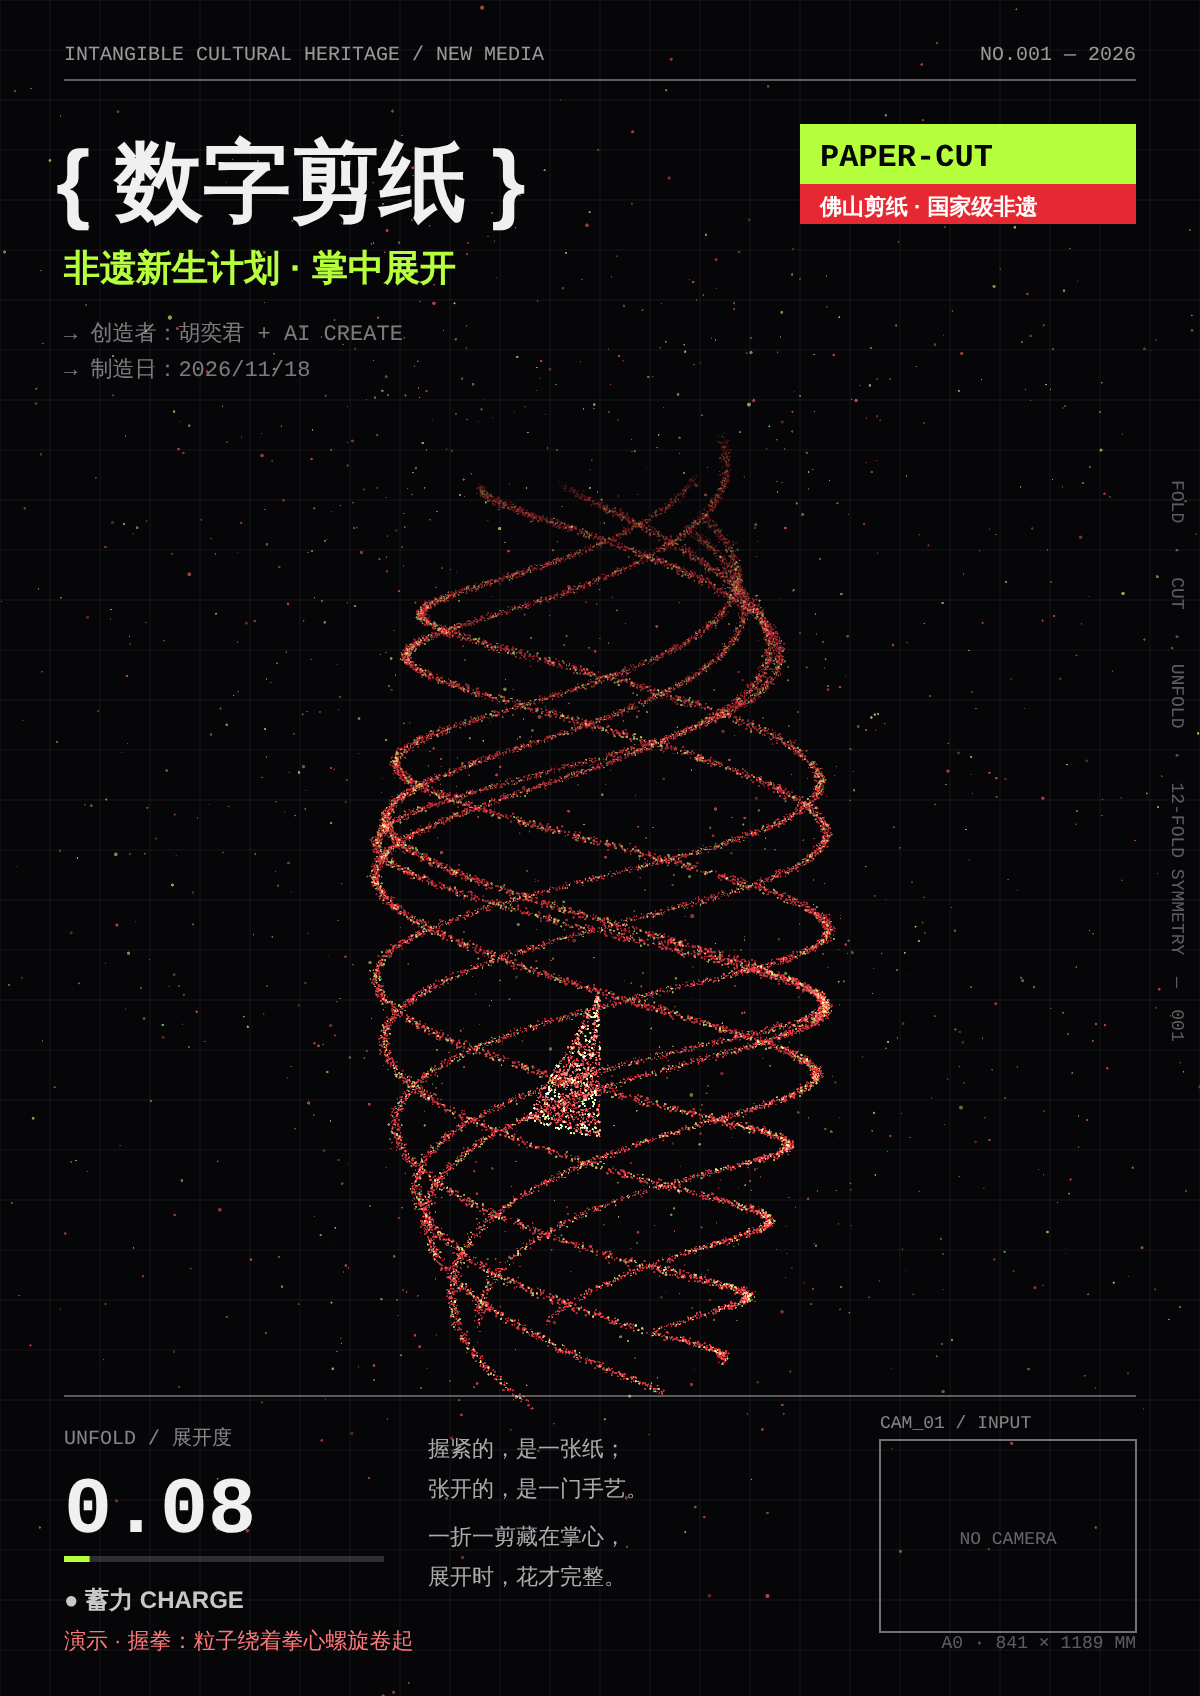 INTANGIBLE CULTURAL HERITAGE / NEW MEDIA
NO.001 — 2026
{ 数字剪纸 }
PAPER-CUT
佛山剪纸 · 国家级非遗
非遗新生计划 · 掌中展开
→ 创造者：胡奕君 + AI CREATE
→ 制造日：2026/11/18
FOLD · CUT · UNFOLD · 12-FOLD SYMMETRY — 001
UNFOLD / 展开度
0.08
● 蓄力 CHARGE
演示 · 握拳：粒子绕着拳心螺旋卷起
握紧的，是一张纸；
张开的，是一门手艺。
一折一剪藏在掌心，
展开时，花才完整。
CAM_01 / INPUT
NO CAMERA
A0 · 841 × 1189 MM